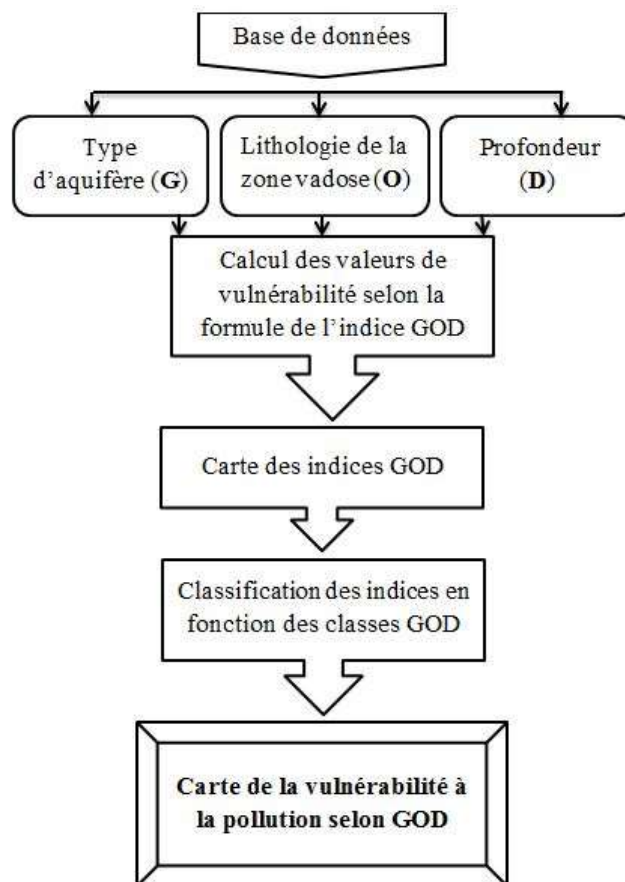 Base de données
Type
d'aquifère (G)
Lithologie de la
zone vadose (O)
Profondeur
(D)
Calcul des valeurs de
vulnérabilité selon la
formule de l'indice GOD
Carte des indices GOD
Classification des indices en
fonction des classes GOD
Carte de la vulnérabilité à
la pollution selon GOD